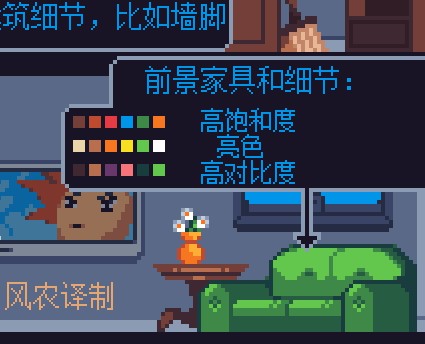 筑细节，比如墙脚
前景家具和细节：
高饱和度
亮色
高对比度
风农译制